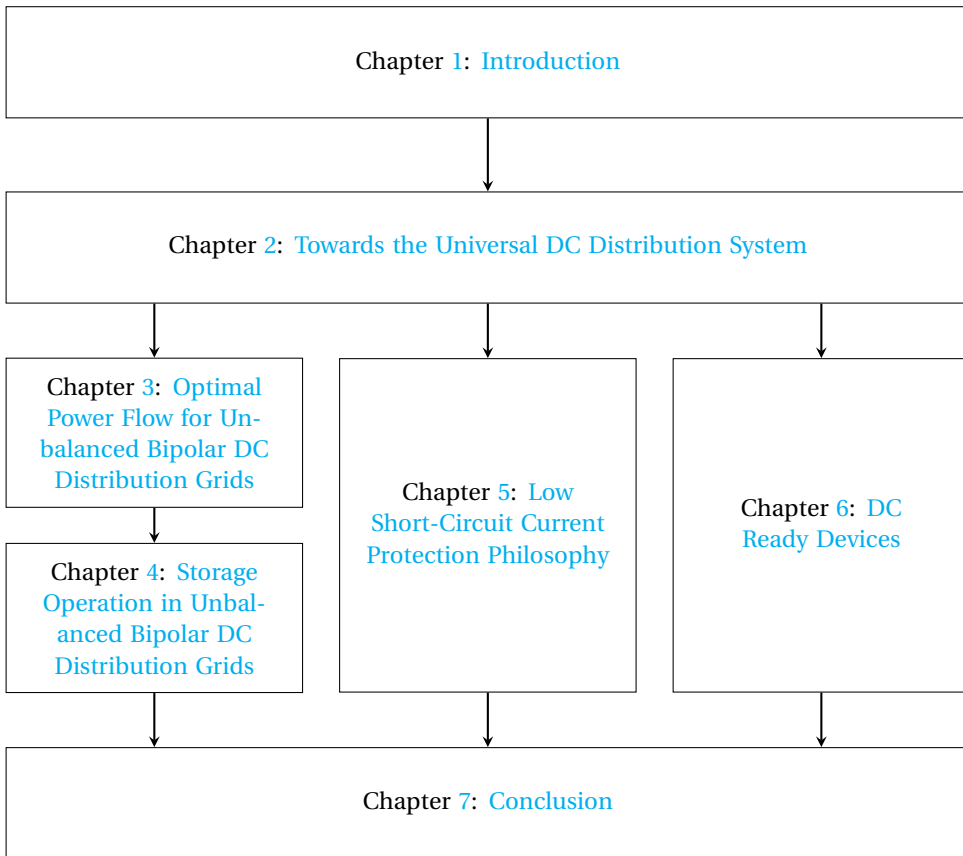 Chapter 1: Introduction
Chapter 2: Towards the Universal DC Distribution System
Chapter 3: Optimal
Power Flow for Un-
balanced Bipolar DC
Distribution Grids
Chapter 4: Storage
Operation in Unbal-
anced Bipolar DC
Distribution Grids
Chapter 5: Low
Short-Circuit Current
Protection Philosophy
Chapter 6: DC
Ready Devices
Chapter 7: Conclusion